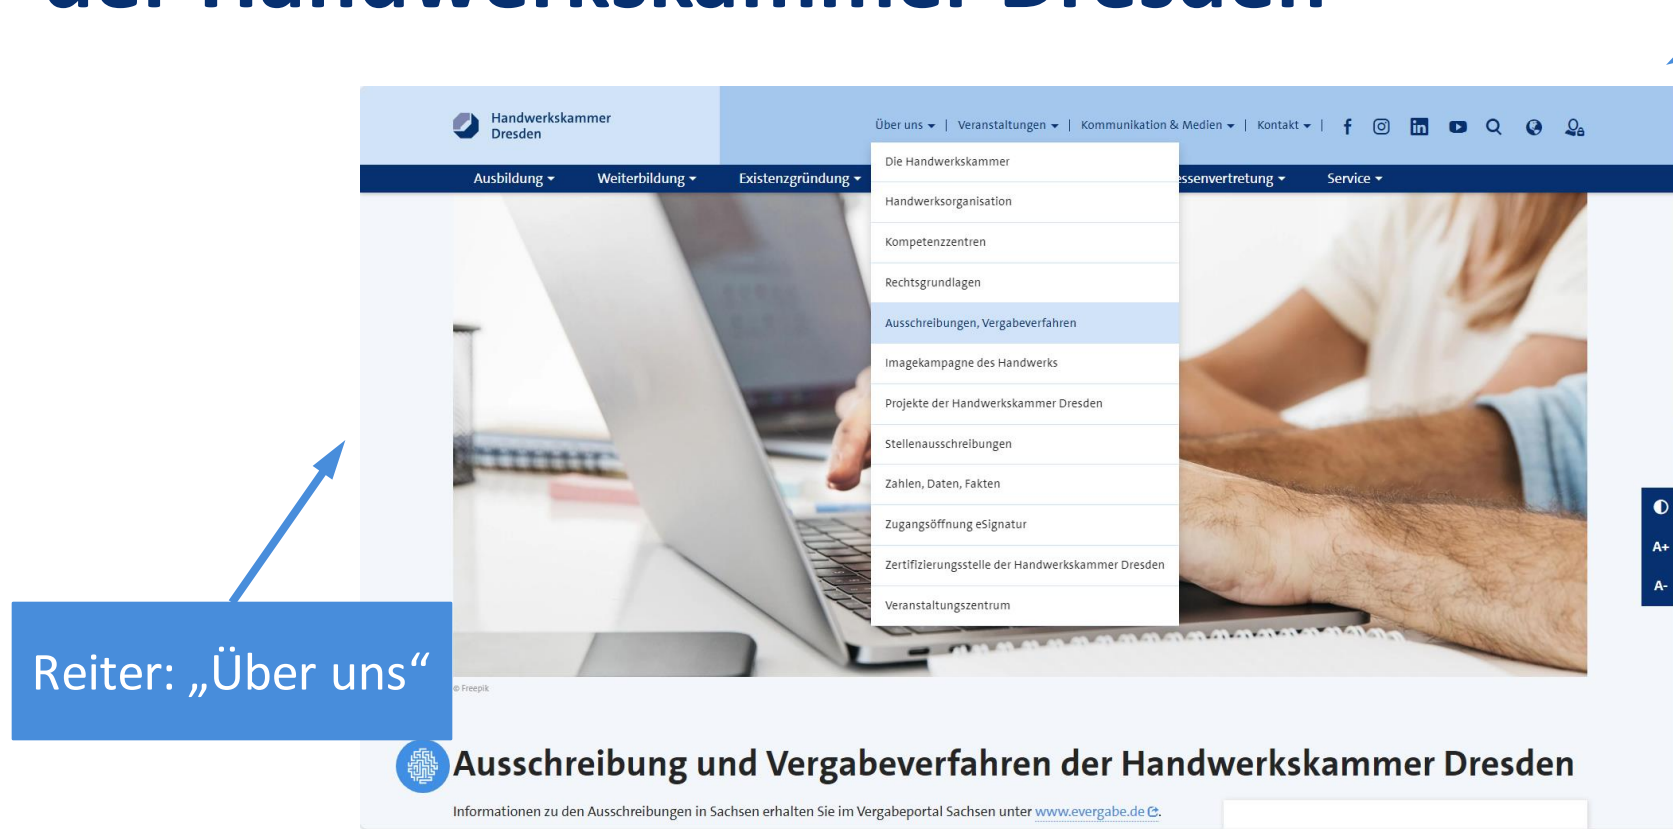 der Handwerkskammer Dresden
Handwerkskammer
Dresden
Über uns | Veranstaltungen | Kommunikation & Medien | Kontakt |
Ausbildung Weiterbildung Existenzgründung essenvertretung Service
Die Handwerkskammer
Handwerksorganisation
Kompetenzzentren
Rechtsgrundlagen
Ausschreibungen, Vergabeverfahren
Imagekampagne des Handwerks
Projekte der Handwerkskammer Dresden
Stellenausschreibungen
Zahlen, Daten, Fakten
Zugangsöffnung eSignatur
Zertifizierungsstelle der Handwerkskammer Dresden
Veranstaltungszentrum
A+
A-
Reiter: „Über uns“
© Freepik
Ausschreibung und Vergabeverfahren der Handwerkskammer Dresden
Informationen zu den Ausschreibungen in Sachsen erhalten Sie im Vergabeportal Sachsen unter www.evergabe.de.